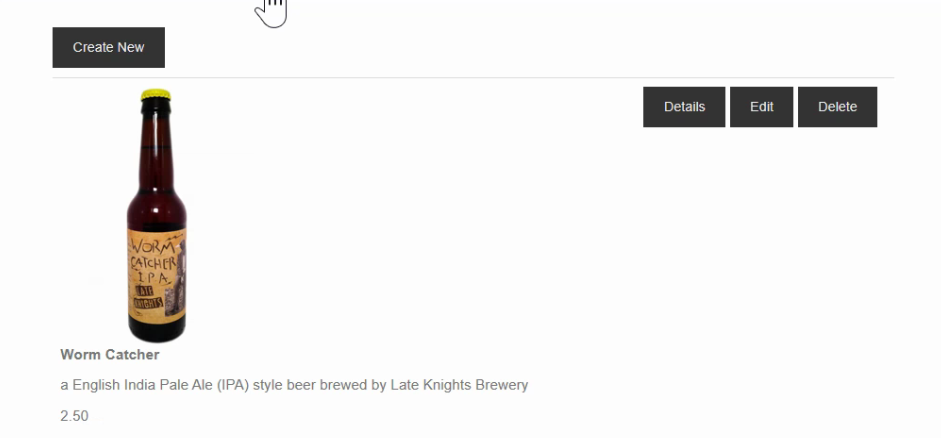 Create New
Details Edit Delete
WORM
CATCHER
I.P.A.
LATE
KNIGHTS
Worm Catcher
a English India Pale Ale (IPA) style beer brewed by Late Knights Brewery
2.50